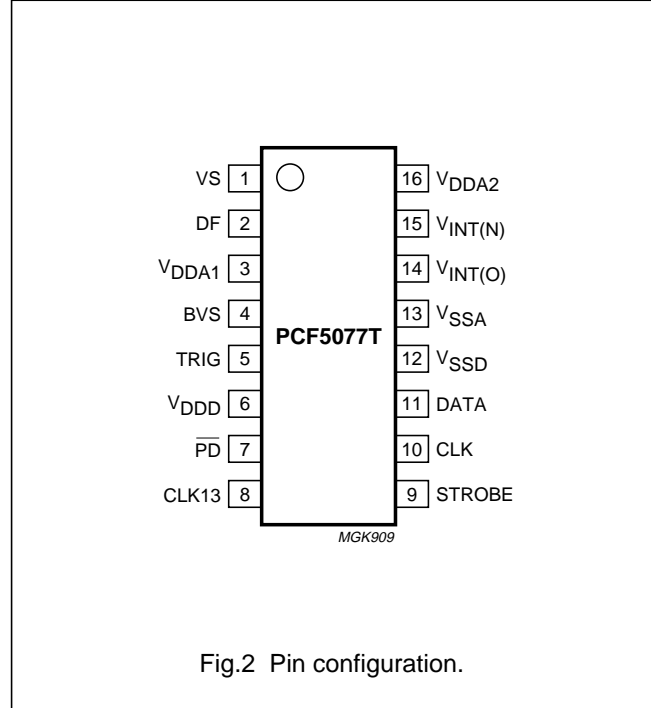 VS 1 16 VDDA2
DF 2 15 VINT(N)
VDDA1 3 14 VINT(O)
BVS 4 13 VSSA
PCF5077T
TRIG 5 12 VSSD
VDDD 6 11 DATA
PD 7 10 CLK
CLK13 8 9 STROBE
MGK909
Fig.2 Pin configuration.